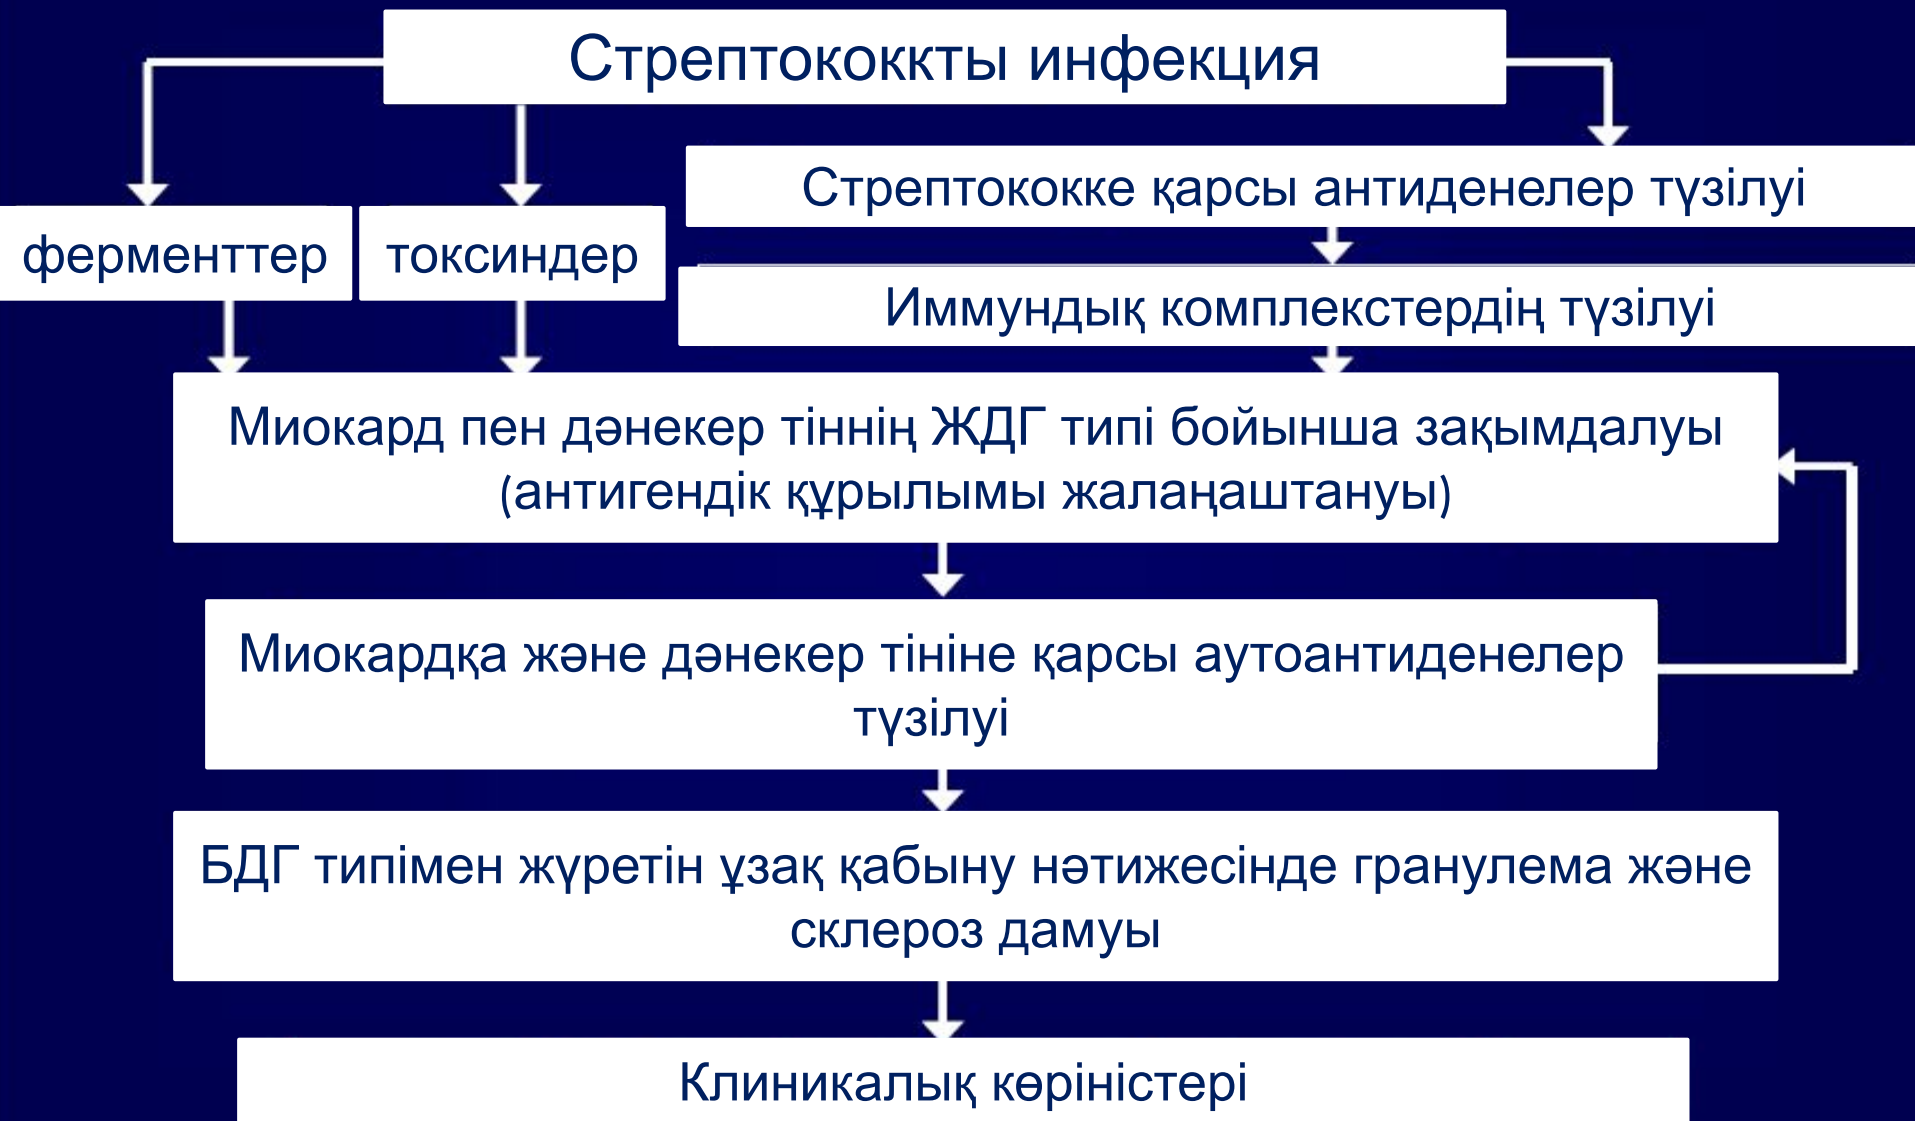 Стрептококкты инфекция
Стрептококке қарсы антиденелер түзілуі
ферменттер
токсиндер
Иммундық комплекстердің түзілуі
Миокард пен дәнекер тіннің ЖДГ типі бойынша зақымдалуы
(антигендік құрылымы жалаңаштануы)
Миокардқа және дәнекер тініне қарсы аутоантиденелер
түзілуі
БДГ типімен жүретін ұзақ қабыну нәтижесінде гранулема және
склероз дамуы
Клиникалық көріністері